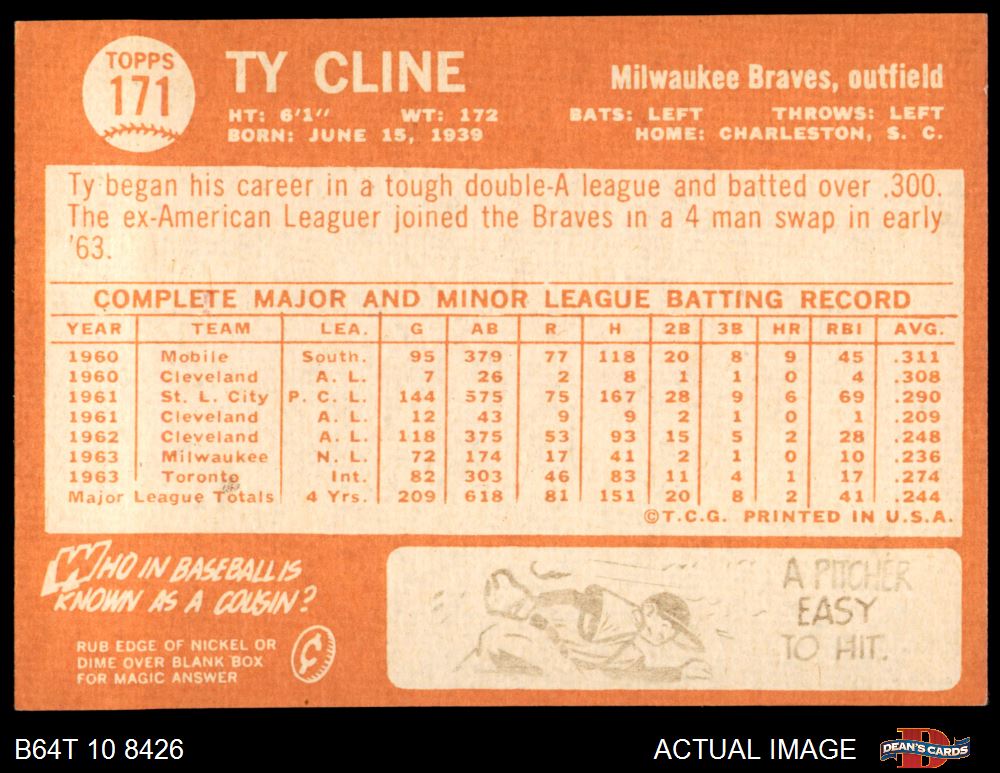 TOPPS
171
TY CLINE
Milwaukee Braves, outfield
HT: 6'1" WT: 172
BATS: LEFT THROWS: LEFT
BORN: JUNE 15, 1939
HOME: CHARLESTON, S. C.
Ty began his career in a tough double-A league and batted over .300.
The ex-American Leaguer joined the Braves in a 4 man swap in early
'63.
COMPLETE MAJOR AND MINOR LEAGUE BATTING RECORD
YEAR TEAM LEA. G AB R H 2B 3B HR RBI AVG.
1960 Mobile South. 95 379 77 118 20 8 9 45 .311
1960 Cleveland A. L. 7 26 2 8 1 1 0 4 .308
1961 St. L. City P. C. L. 144 575 75 167 28 9 6 69 .290
1961 Cleveland A. L. 12 43 9 9 2 1 0 1 .209
1962 Cleveland A. L. 118 375 53 93 15 5 2 28 .248
1963 Milwaukee N. L. 72 174 17 41 2 1 0 10 .236
1963 Toronto Int. 82 303 46 83 11 4 1 17 .274
Major League Totals 4 Yrs. 209 618 81 151 20 8 2 41 .244
©T.C.G. PRINTED IN U.S.A.
WHO IN BASEBALL IS
KNOWN AS A COUSIN?
RUB EDGE OF NICKEL OR
DIME OVER BLANK BOX
FOR MAGIC ANSWER
¢
A PITCHER
EASY
TO HIT.
B64T 10 8426
ACTUAL IMAGE
DEAN'S CARDS